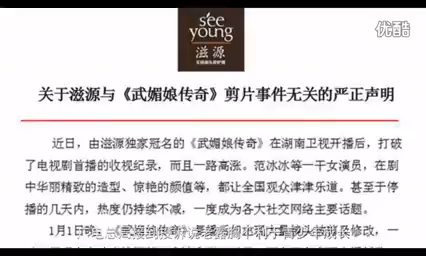 优酷
see
young
滋源
关于滋源与《武媚娘传奇》剪片事件无关的严正声明
近日，由滋源独家冠名的《武媚娘传奇》在湖南卫视开播后，打破
了电视剧首播的收视纪录，而且一路高涨。范冰冰等一干女演员，在剧
中华丽精致的造型、惊艳的颜值等，都让全国观众津津乐道。甚至于停
播的几天内，热度仍持续不减，一度成为各大社交网络主要话题。
1月1日晚，《武媚娘传奇》